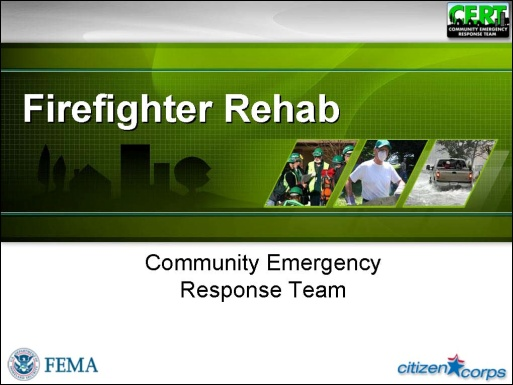 CERT
COMMUNITY EMERGENCY
RESPONSE TEAM
Firefighter Rehab
Community Emergency
Response Team
FEMA
citizen corps